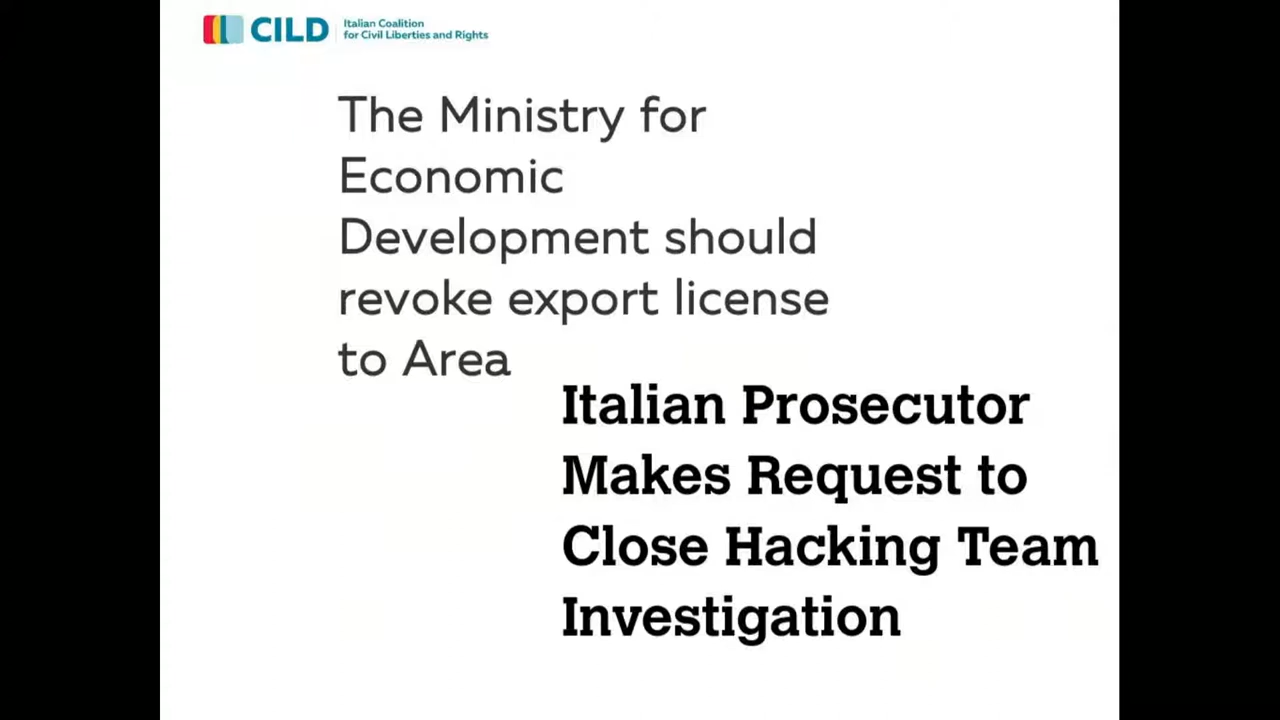 CILD
Italian Coalition
for Civil Liberties and Rights
The Ministry for
Economic
Development should
revoke export license
to Area
Italian Prosecutor
Makes Request to
Close Hacking Team
Investigation